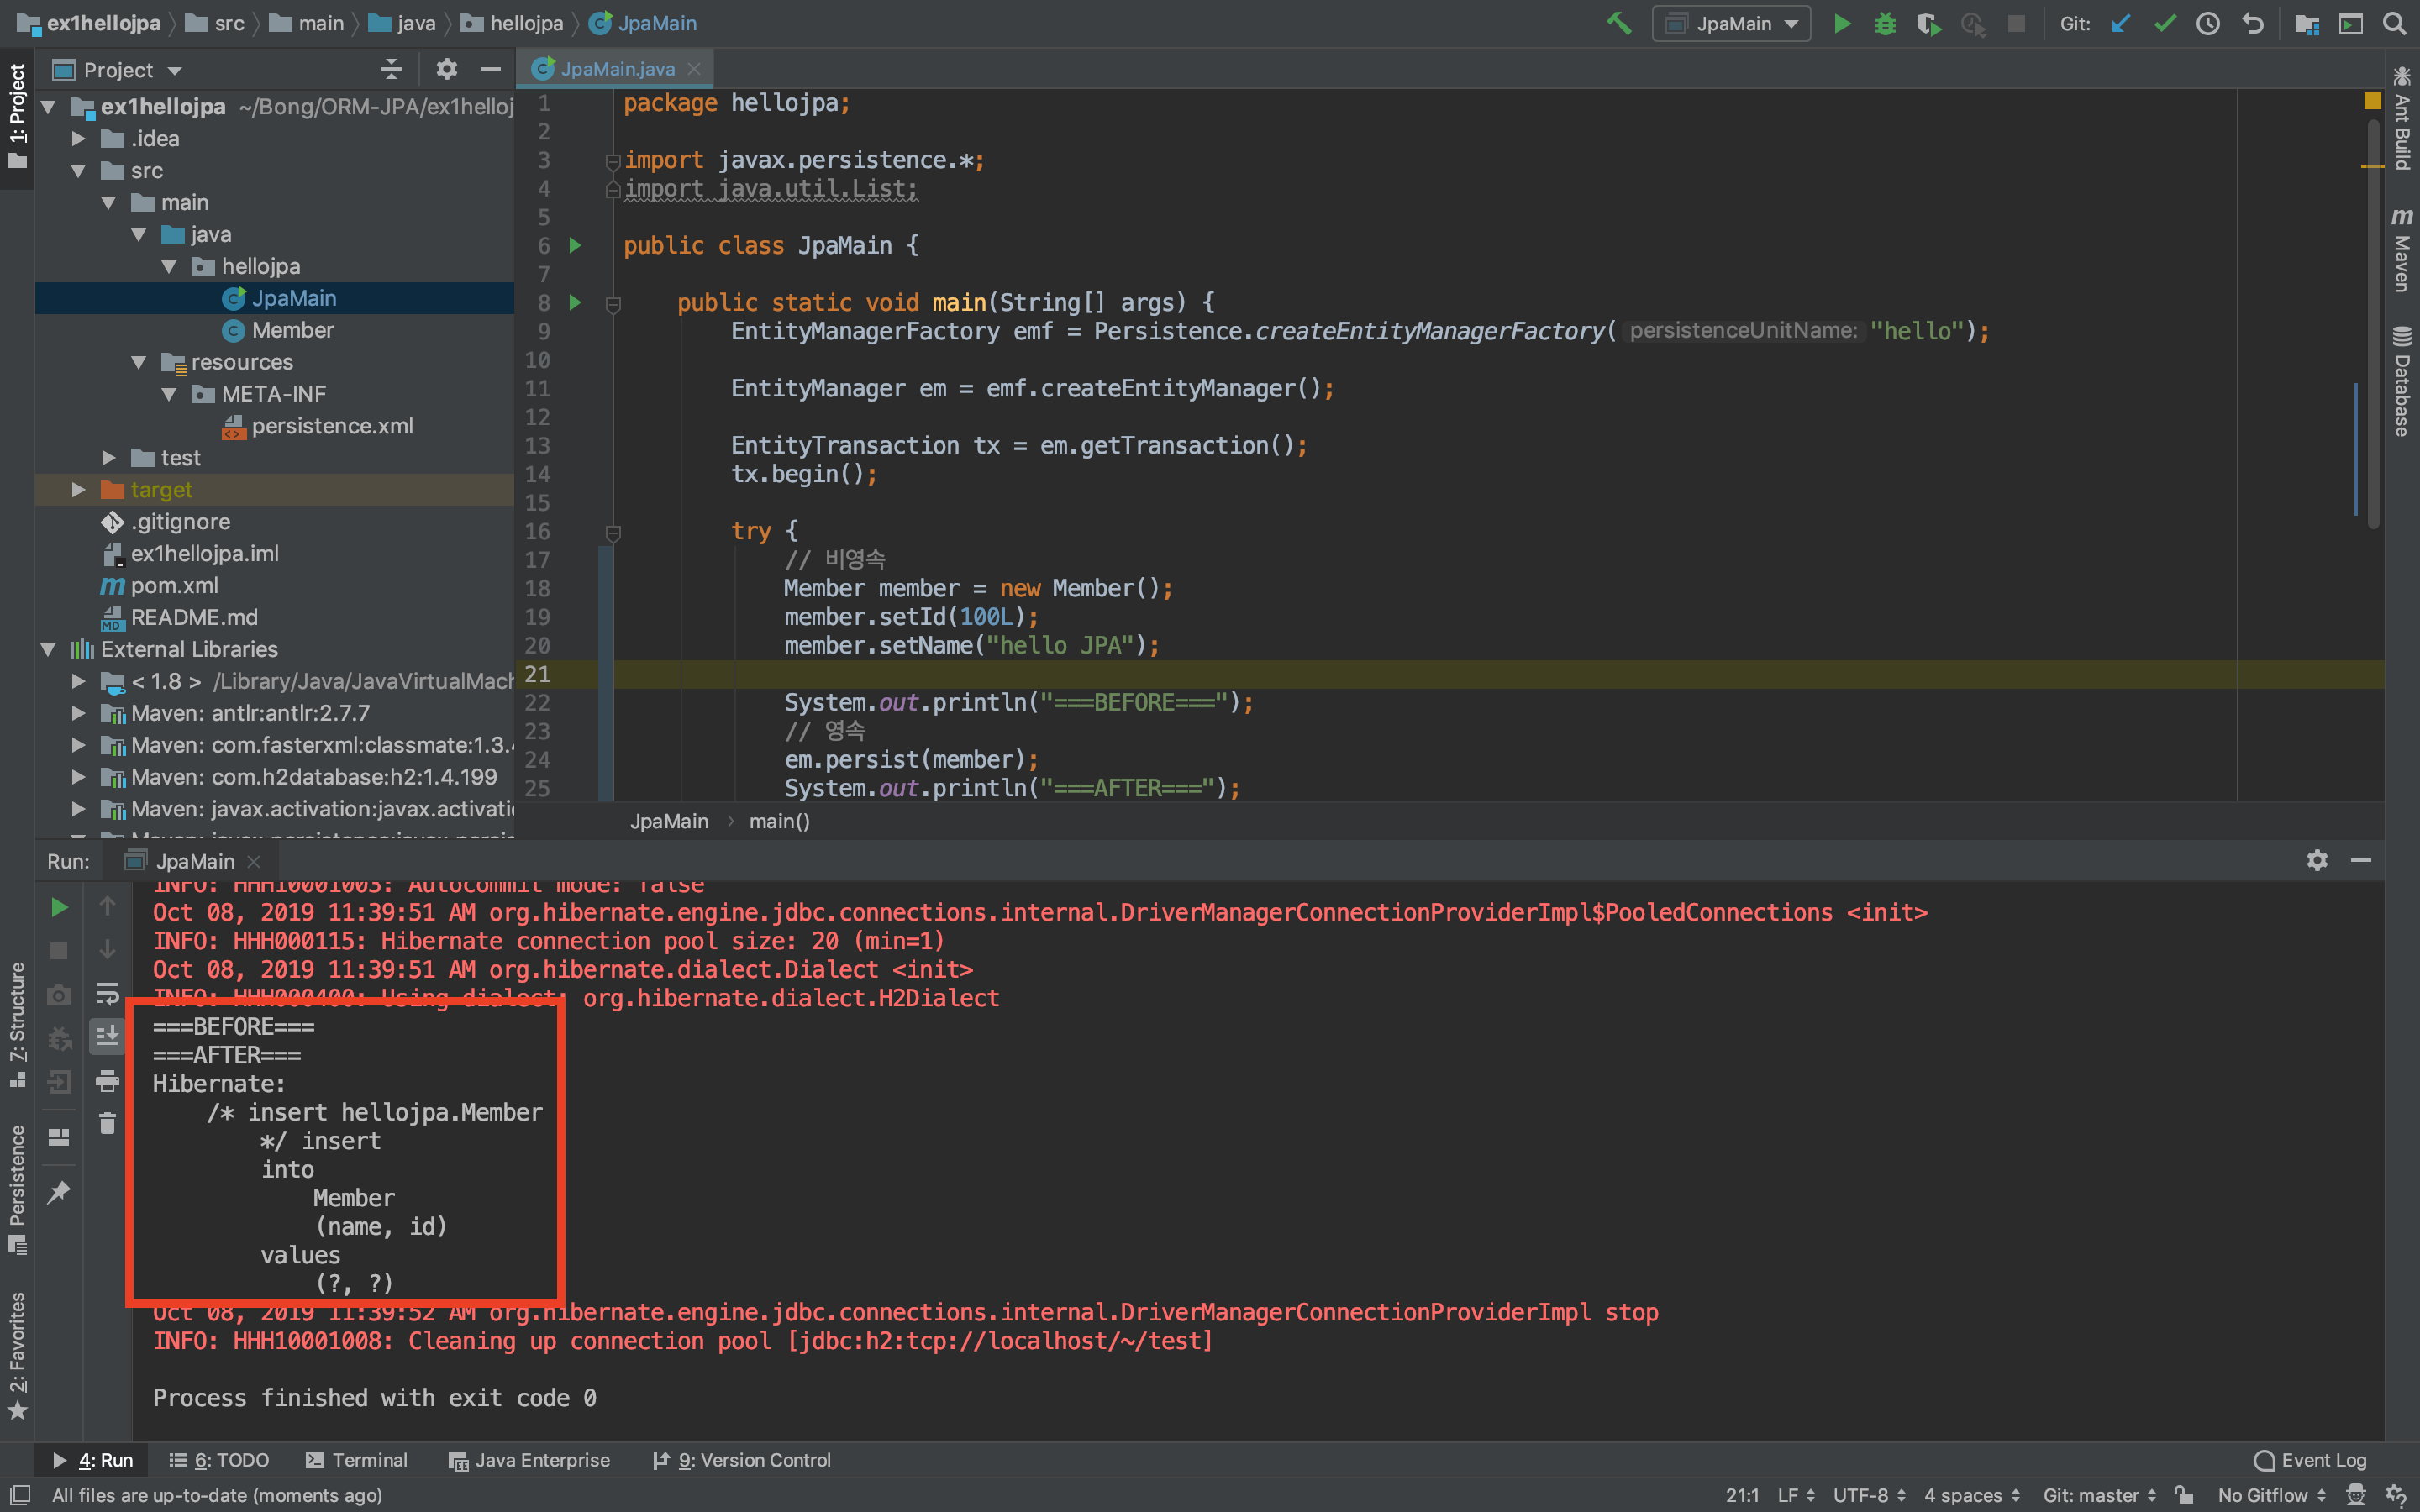 ex1hellojpa src main java hellojpa JpaMain
JpaMain Git:
Project
JpaMain.java
1: Project
ex1hellojpa ~/Bong/ORM-JPA/ex1helloj
.idea
src
main
java
hellojpa
JpaMain
Member
resources
META-INF
persistence.xml
test
target
.gitignore
ex1hellojpa.iml
pom.xml
README.md
External Libraries
< 1.8 > /Library/Java/JavaVirtualMach
Maven: antlr:antlr:2.7.7
Maven: com.fasterxml:classmate:1.3.4
Maven: com.h2database:h2:1.4.199
Maven: javax.activation:javax.activati
1 package hellojpa;
2
3 import javax.persistence.*;
4 import java.util.List;
5
6 public class JpaMain {
7
8 public static void main(String[] args) {
9 EntityManagerFactory emf = Persistence.createEntityManagerFactory( persistenceUnitName: "hello");
10
11 EntityManager em = emf.createEntityManager();
12
13 EntityTransaction tx = em.getTransaction();
14 tx.begin();
15
16 try {
17 // 비영속
18 Member member = new Member();
19 member.setId(100L);
20 member.setName("hello JPA");
21
22 System.out.println("===BEFORE===");
23 // 영속
24 em.persist(member);
25 System.out.println("===AFTER===");
JpaMain main()
Ant Build
Maven
Database
Run: JpaMain
INFO: HHH10001003: Autocommit mode: false
Oct 08, 2019 11:39:51 AM org.hibernate.engine.jdbc.connections.internal.DriverManagerConnectionProviderImpl$PooledConnections <init>
INFO: HHH000115: Hibernate connection pool size: 20 (min=1)
Oct 08, 2019 11:39:51 AM org.hibernate.dialect.Dialect <init>
INFO: HHH000400: Using dialect: org.hibernate.dialect.H2Dialect
===BEFORE===
===AFTER===
Hibernate:
/* insert hellojpa.Member
*/ insert
into
Member
(name, id)
values
(?, ?)
Oct 08, 2019 11:39:52 AM org.hibernate.engine.jdbc.connections.internal.DriverManagerConnectionProviderImpl stop
INFO: HHH10001008: Cleaning up connection pool [jdbc:h2:tcp://localhost/~/test]
Process finished with exit code 0
7: Structure
Persistence
2: Favorites
4: Run 6: TODO Terminal Java Enterprise 9: Version Control Event Log
All files are up-to-date (moments ago) 21:1 LF UTF-8 4 spaces Git: master No Gitflow